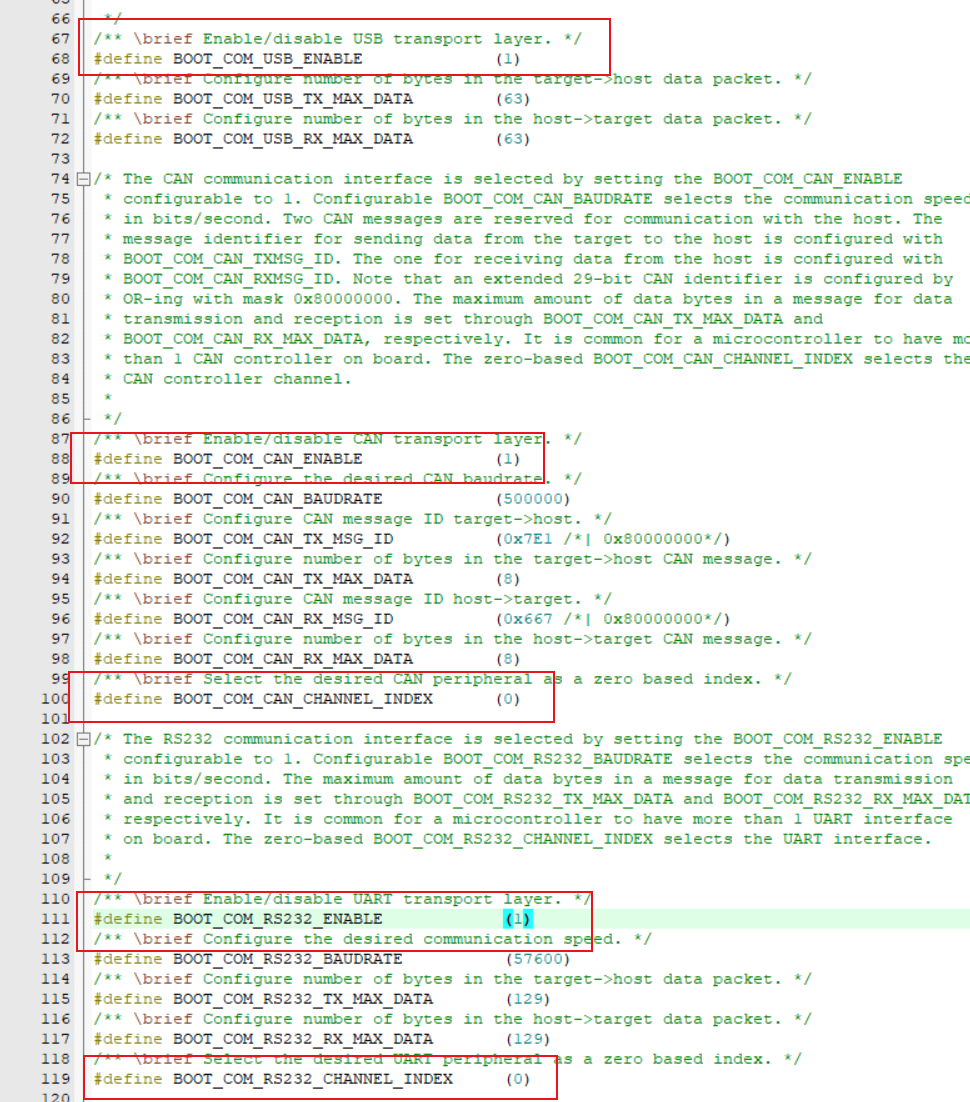 66 */
67 /** \brief Enable/disable USB transport layer. */
68 #define BOOT_COM_USB_ENABLE (1)
69 /** \brief Configure number of bytes in the target->host data packet. */
70 #define BOOT_COM_USB_TX_MAX_DATA (63)
71 /** \brief Configure number of bytes in the host->target data packet. */
72 #define BOOT_COM_USB_RX_MAX_DATA (63)
73
74 /* The CAN communication interface is selected by setting the BOOT_COM_CAN_ENABLE
75 * configurable to 1. Configurable BOOT_COM_CAN_BAUDRATE selects the communication speed
76 * in bits/second. Two CAN messages are reserved for communication with the host. The
77 * message identifier for sending data from the target to the host is configured with
78 * BOOT_COM_CAN_TXMSG_ID. The one for receiving data from the host is configured with
79 * BOOT_COM_CAN_RXMSG_ID. Note that an extended 29-bit CAN identifier is configured by
80 * OR-ing with mask 0x80000000. The maximum amount of data bytes in a message for data
81 * transmission and reception is set through BOOT_COM_CAN_TX_MAX_DATA and
82 * BOOT_COM_CAN_RX_MAX_DATA, respectively. It is common for a microcontroller to have mo
83 * than 1 CAN controller on board. The zero-based BOOT_COM_CAN_CHANNEL_INDEX selects the
84 * CAN controller channel.
85 *
86 */
87 /** \brief Enable/disable CAN transport layer. */
88 #define BOOT_COM_CAN_ENABLE (1)
89 /** \brief Configure the desired CAN baudrate. */
90 #define BOOT_COM_CAN_BAUDRATE (500000)
91 /** \brief Configure CAN message ID target->host. */
92 #define BOOT_COM_CAN_TX_MSG_ID (0x7E1 /*| 0x80000000*/)
93 /** \brief Configure number of bytes in the target->host CAN message. */
94 #define BOOT_COM_CAN_TX_MAX_DATA (8)
95 /** \brief Configure CAN message ID host->target. */
96 #define BOOT_COM_CAN_RX_MSG_ID (0x667 /*| 0x80000000*/)
97 /** \brief Configure number of bytes in the host->target CAN message. */
98 #define BOOT_COM_CAN_RX_MAX_DATA (8)
99 /** \brief Select the desired CAN peripheral as a zero based index. */
100 #define BOOT_COM_CAN_CHANNEL_INDEX (0)
101
102 /* The RS232 communication interface is selected by setting the BOOT_COM_RS232_ENABLE
103 * configurable to 1. Configurable BOOT_COM_RS232_BAUDRATE selects the communication spe
104 * in bits/second. The maximum amount of data bytes in a message for data transmission
105 * and reception is set through BOOT_COM_RS232_TX_MAX_DATA and BOOT_COM_RS232_RX_MAX_DAT
106 * respectively. It is common for a microcontroller to have more than 1 UART interface
107 * on board. The zero-based BOOT_COM_RS232_CHANNEL_INDEX selects the UART interface.
108 *
109 */
110 /** \brief Enable/disable UART transport layer. */
111 #define BOOT_COM_RS232_ENABLE (1)
112 /** \brief Configure the desired communication speed. */
113 #define BOOT_COM_RS232_BAUDRATE (57600)
114 /** \brief Configure number of bytes in the target->host data packet. */
115 #define BOOT_COM_RS232_TX_MAX_DATA (129)
116 /** \brief Configure number of bytes in the host->target data packet. */
117 #define BOOT_COM_RS232_RX_MAX_DATA (129)
118 /** \brief Select the desired UART peripheral as a zero based index. */
119 #define BOOT_COM_RS232_CHANNEL_INDEX (0)
120